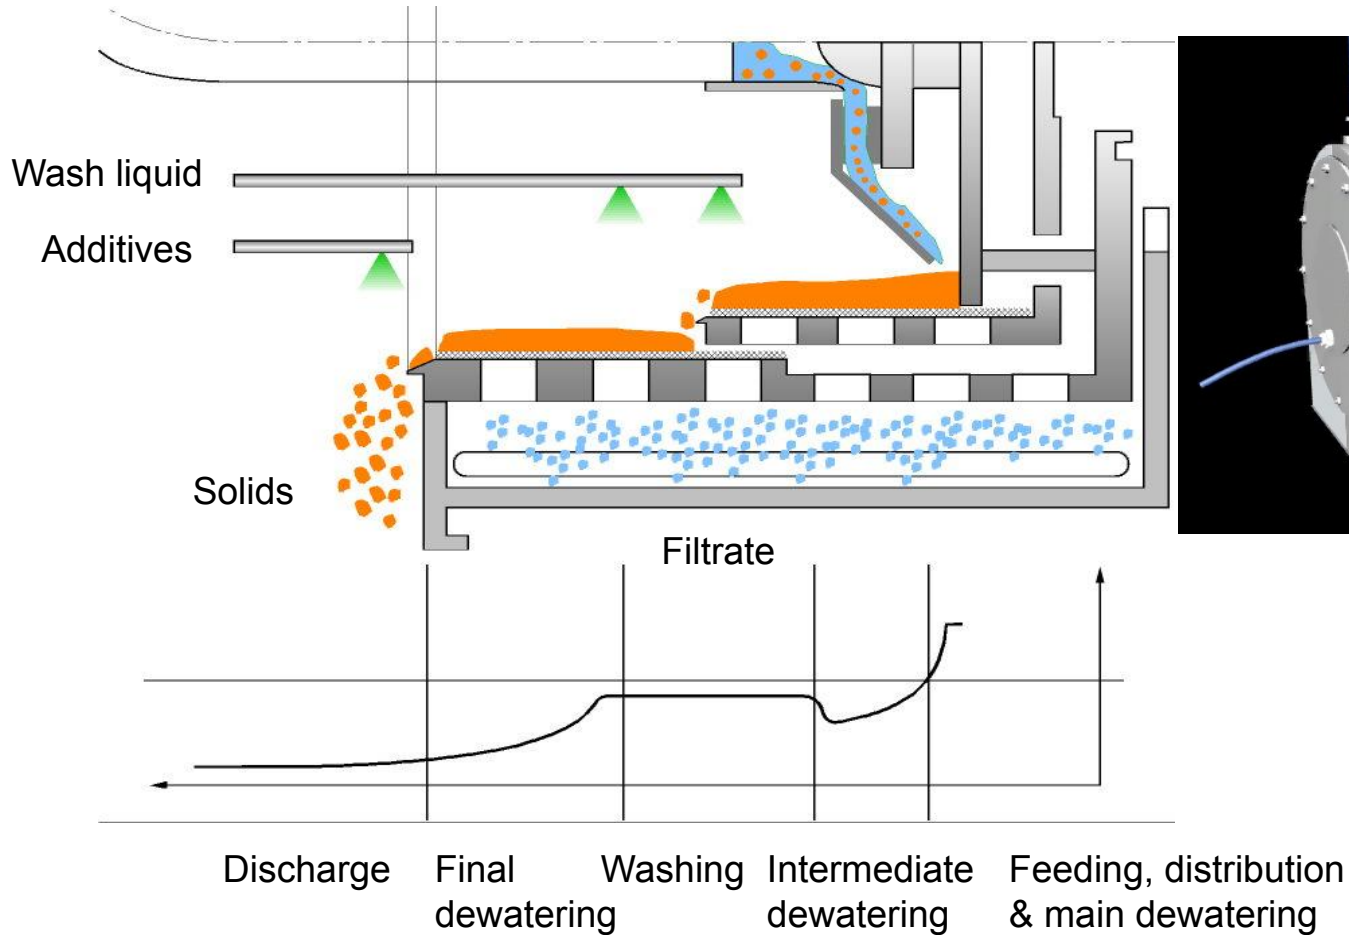 Wash liquid
Additives
Solids
Filtrate
Discharge
Final
dewatering
Washing
Intermediate
dewatering
Feeding, distribution
& main dewatering